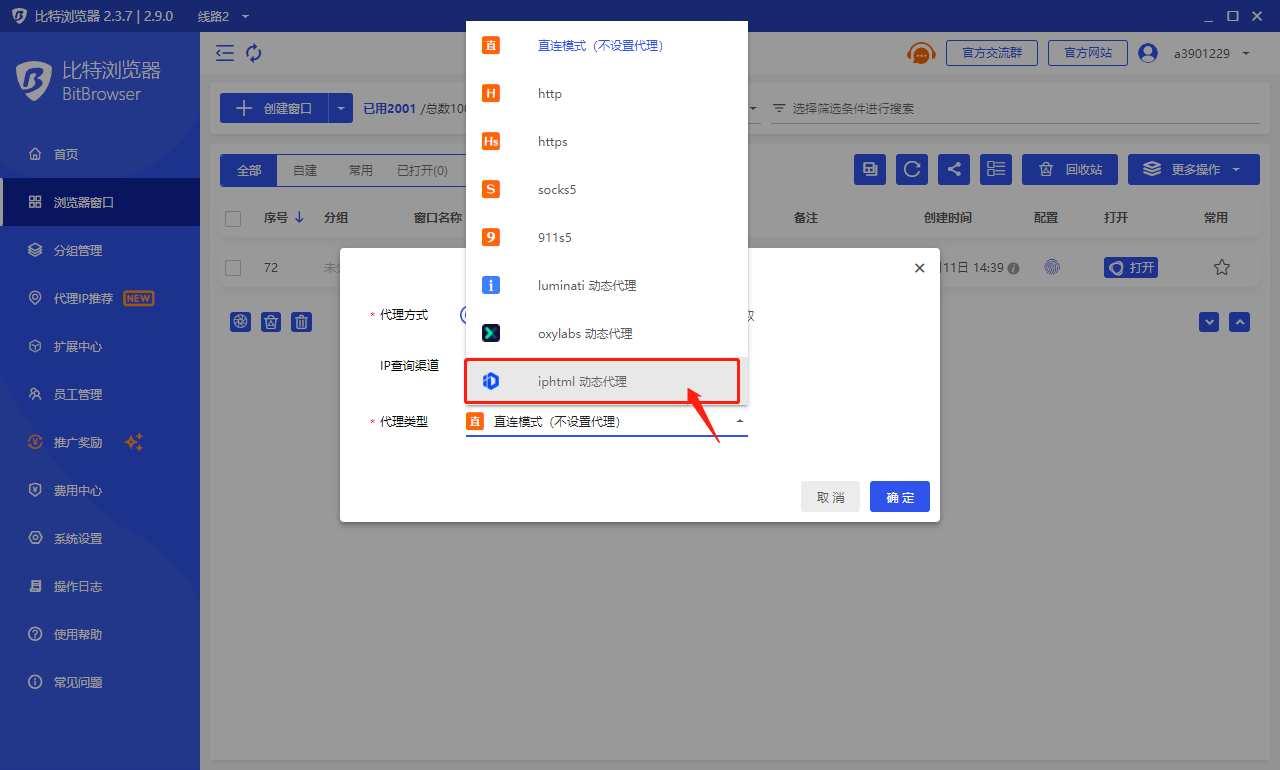 比特浏览器 2.3.7 | 2.9.0 线路2
比特浏览器
BitBrowser
首页
浏览器窗口
分组管理
代理IP推荐 NEW
扩展中心
员工管理
推广奖励
费用中心
系统设置
操作日志
使用帮助
常见问题
官方交流群 官方网站 a3901229
创建窗口 已用2001 /总数100 选择筛选条件进行搜索
全部 自建 常用 已打开(0) 回收站 更多操作
序号 分组 窗口名称 备注 创建时间 配置 打开 常用
72 11日 14:39 打开
直 直连模式（不设置代理）
H http
Hs https
S socks5
9 911s5
luminati 动态代理
oxylabs 动态代理
iphtml 动态代理
* 代理方式
IP查询渠道
* 代理类型 直 直连模式（不设置代理）
取消 确定